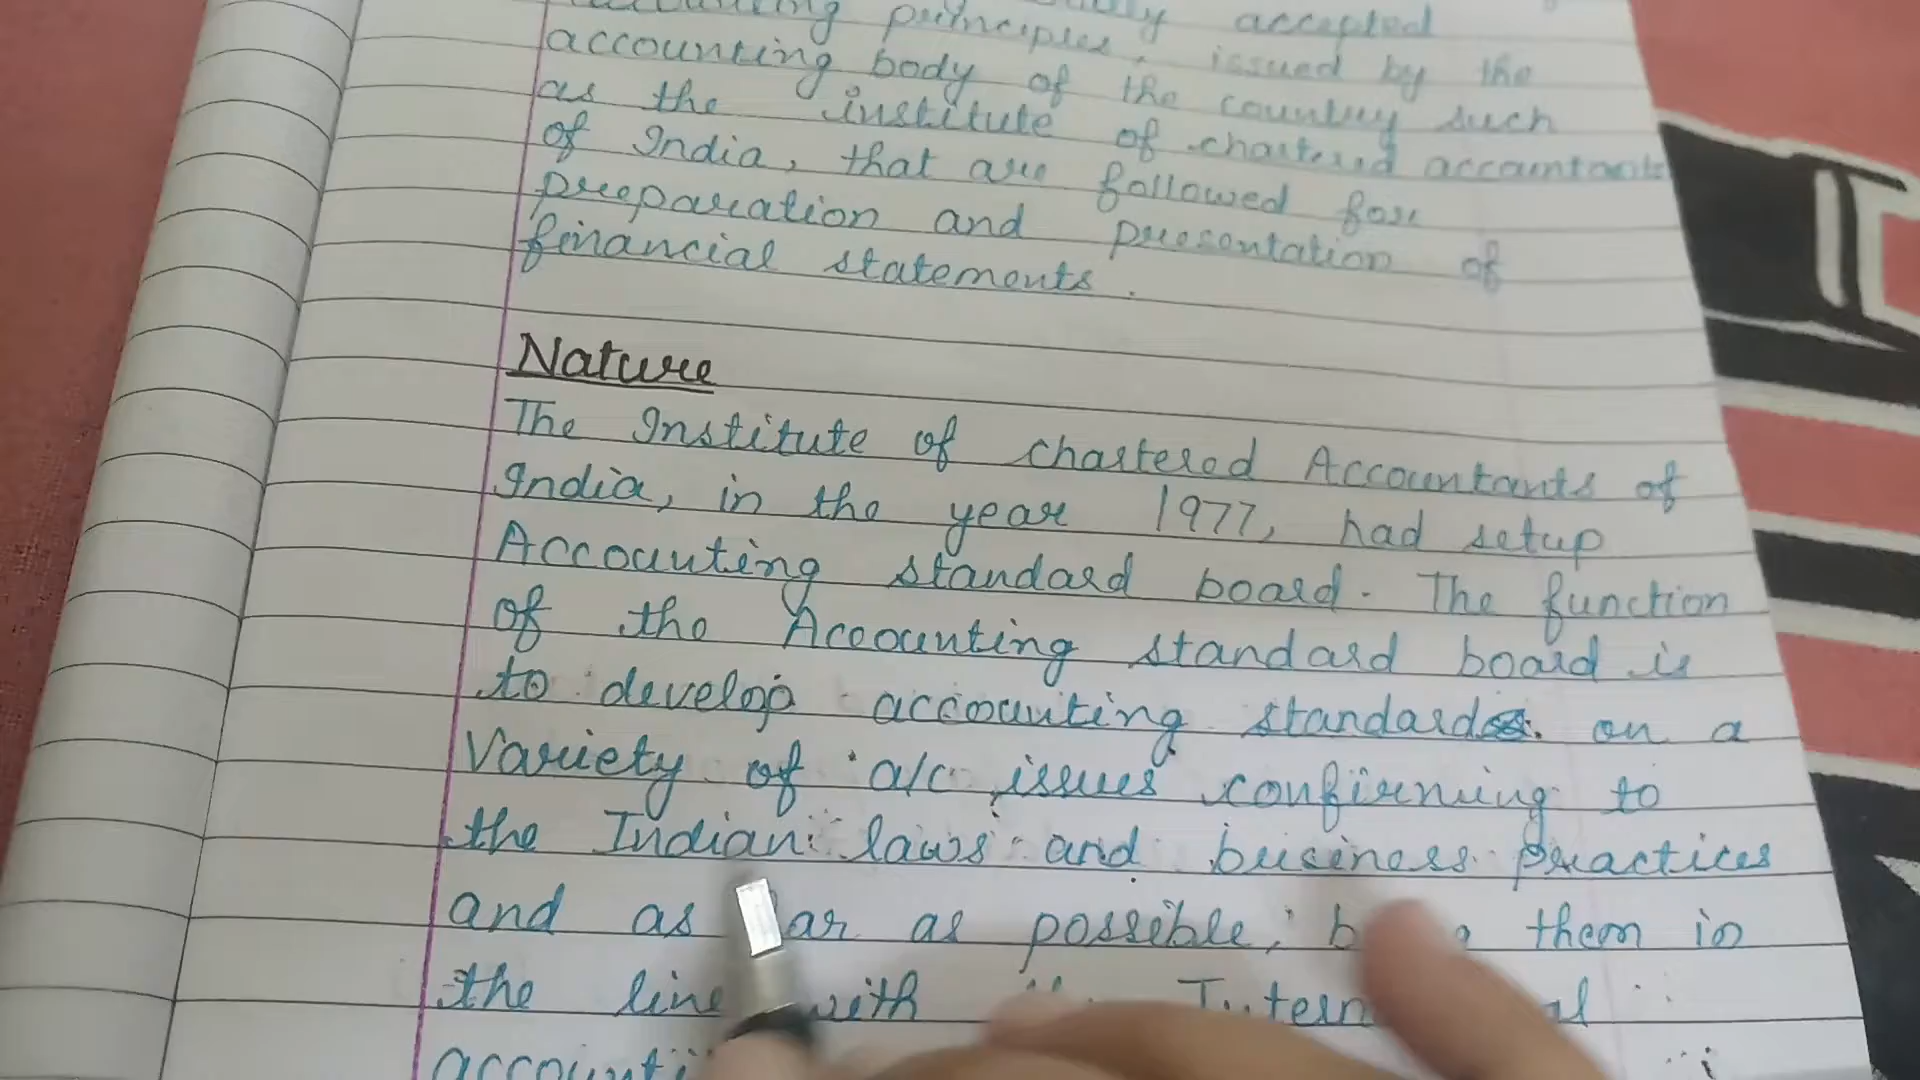 accounting principles, accepted
accounting body of the country such issued by the
as the institute of chartered accountants
of India, that are followed for
preparation and presentation of
financial statements.
Nature
The Institute of chartered Accountants of
India, in the year 1977, had setup
Accouting standard board. The function
of the Accounting standard board is
to develop accouting standards on a
Variety of a/c issues confirming to
the Indian laws and business practices
and as far as possible, them in
the line with